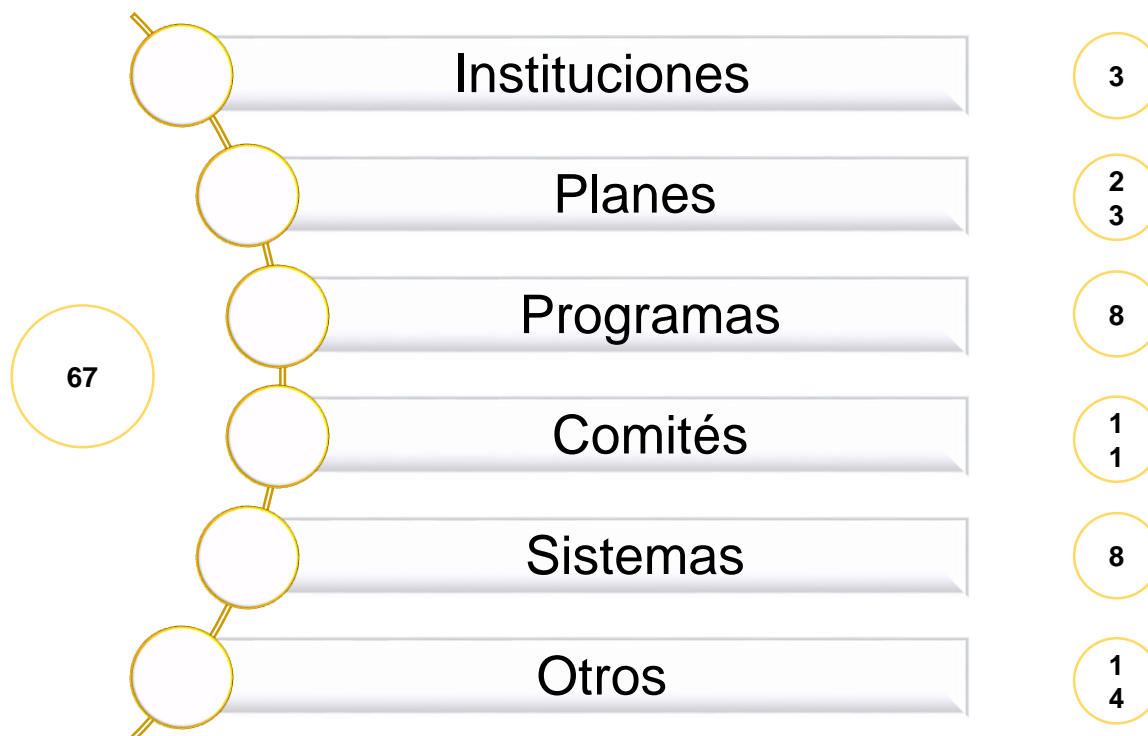 Instituciones
3
Planes
2
3
Programas
8
67
Comités
1
1
Sistemas
8
Otros
1
4